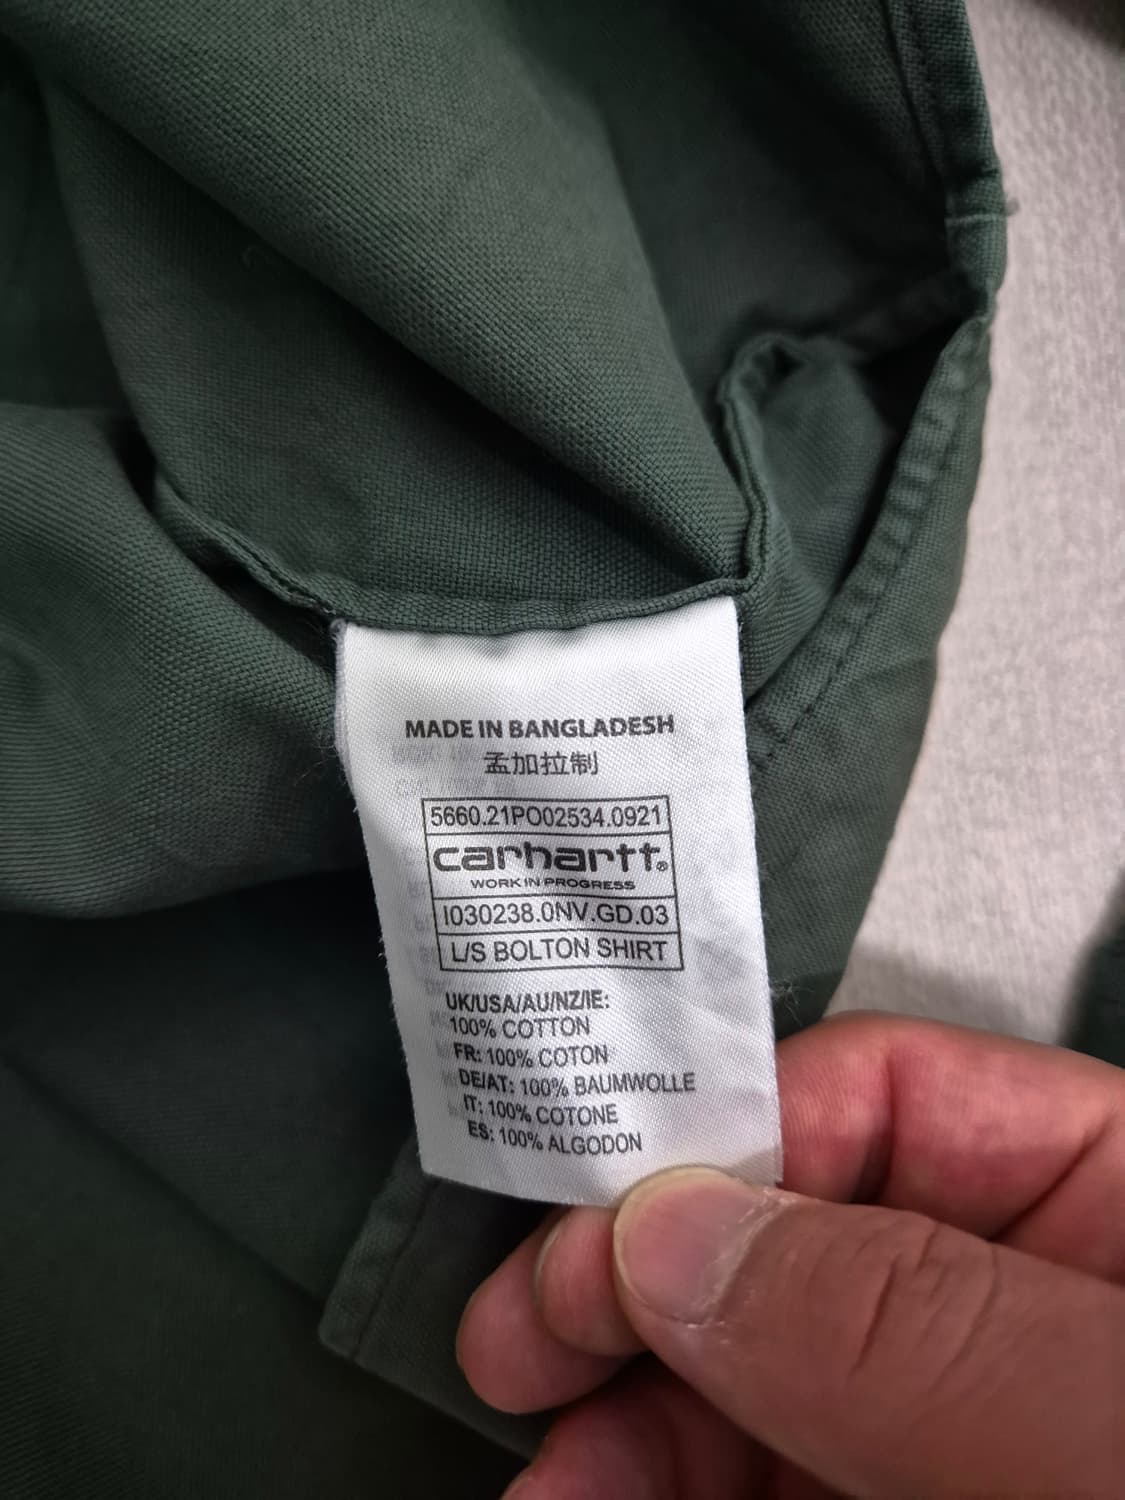 MADE IN BANGLADESH
孟加拉制
5660.21PO02534.0921
carhartt®
WORK IN PROGRESS
I030238.0NV.GD.03
L/S BOLTON SHIRT
UK/USA/AU/NZ/IE:
100% COTTON
FR: 100% COTON
DE/AT: 100% BAUMWOLLE
IT: 100% COTONE
ES: 100% ALGODON